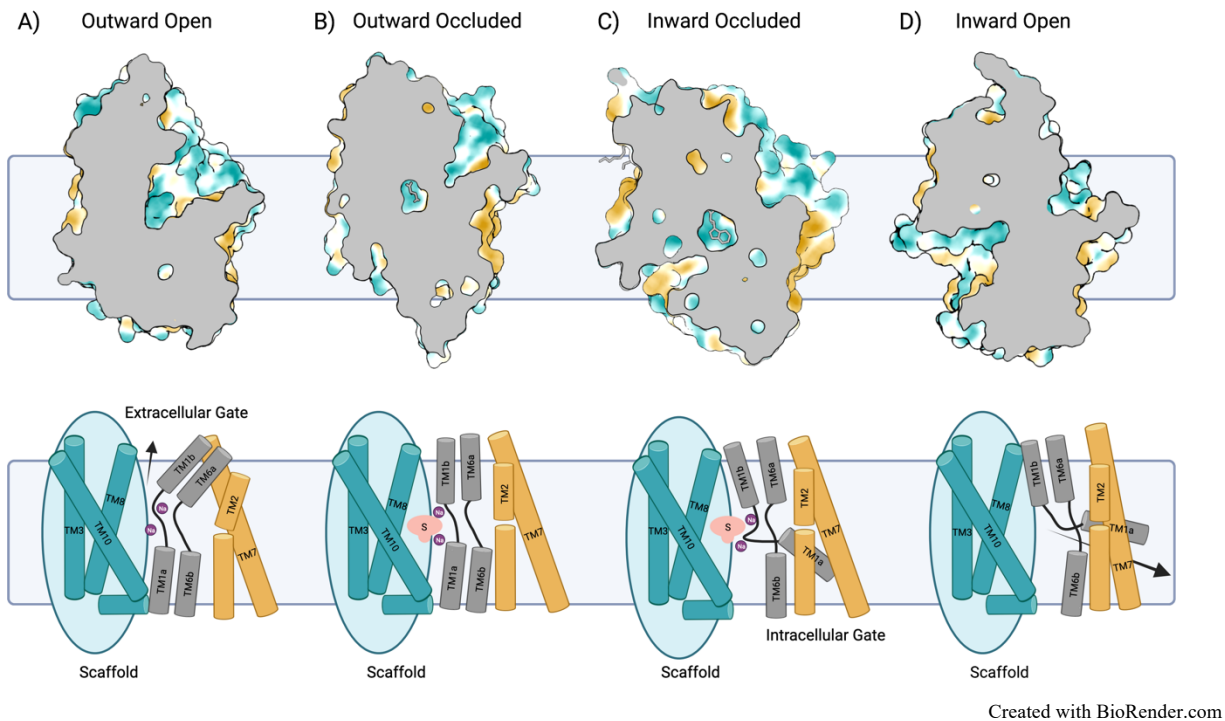 A) Outward Open
B) Outward Occluded
C) Inward Occluded
D) Inward Open
Extracellular Gate
TM3
TM8
TM10
TM1b
TM6a
Na
Na
TM1a
TM6b
TM2
TM7
Scaffold
TM3
TM8
TM10
TM1b
TM6a
Na
S
Na
TM1a
TM6b
TM2
TM7
Scaffold
TM3
TM8
TM10
TM1b
TM6a
Na
S
Na
TM1a
TM6b
TM2
TM7
Intracellular Gate
Scaffold
TM3
TM8
TM10
TM1b
TM6a
TM2
TM1a
TM7
TM6b
Scaffold
Created with BioRender.com